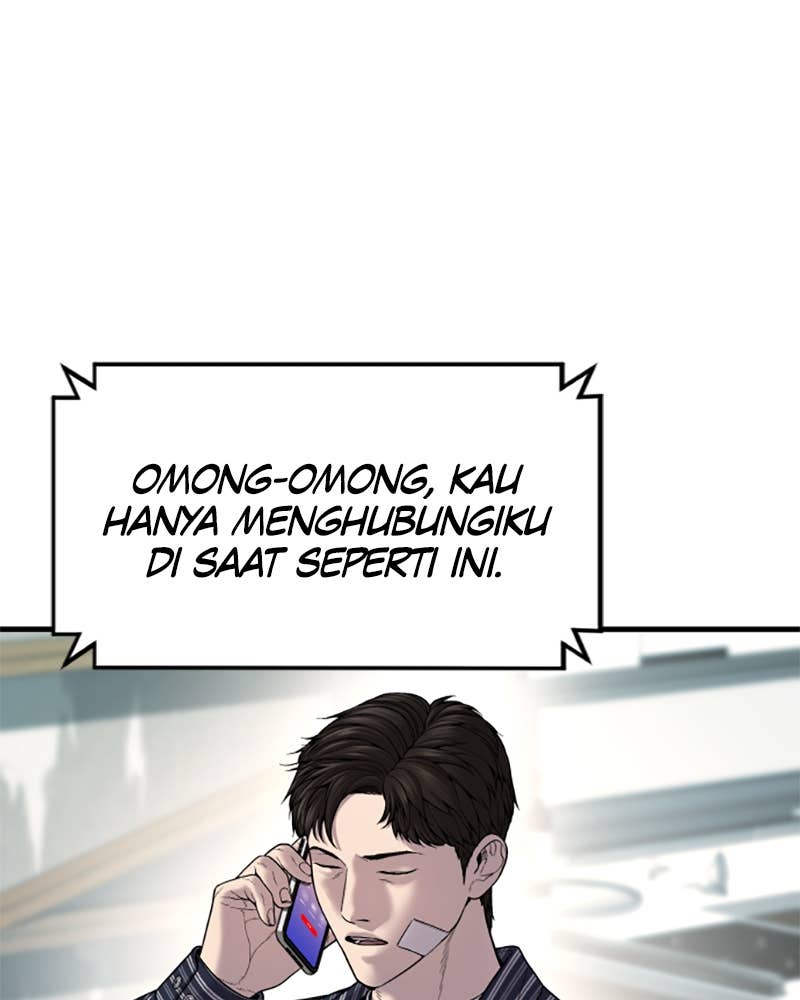 OMONG-OMONG, KAU
HANYA MENGHUBUNGIKU
DI SAAT SEPERTI INI.